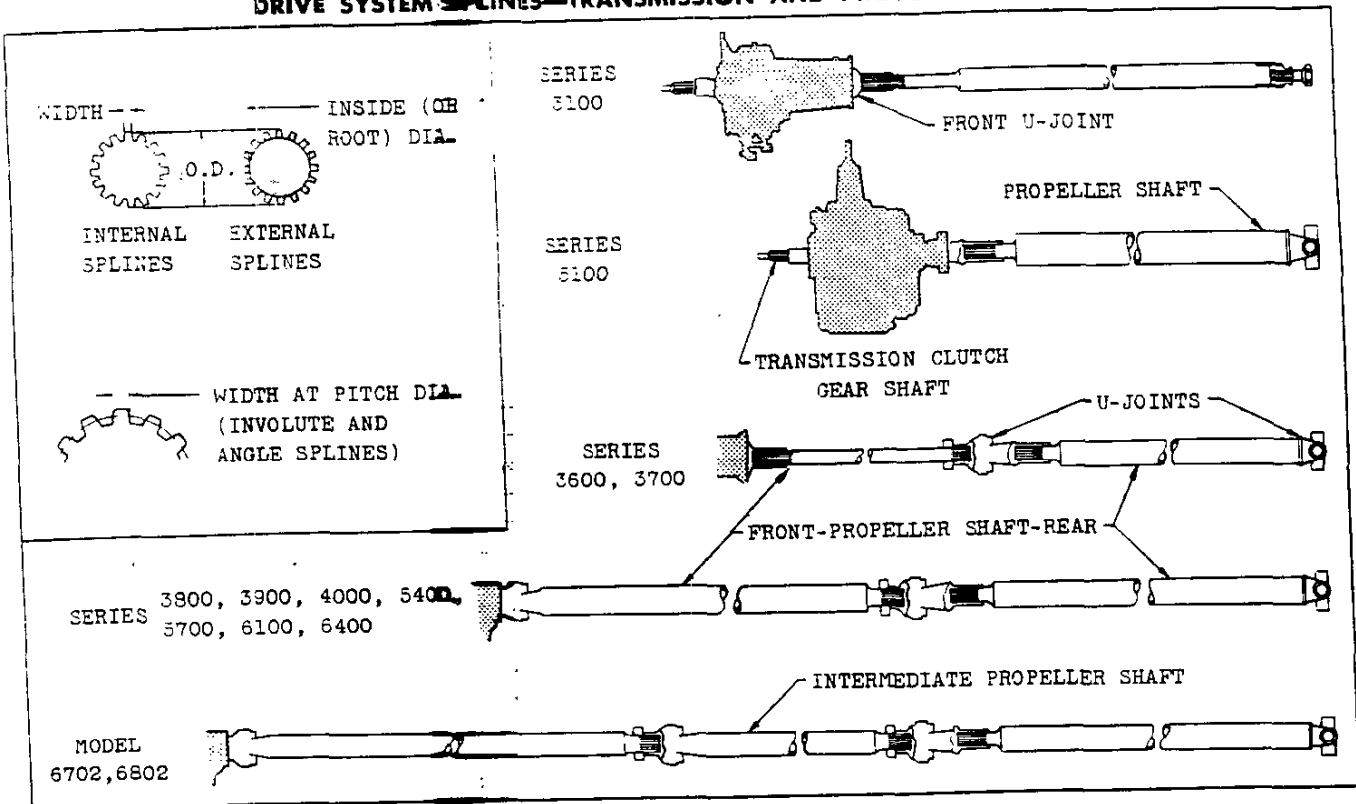 DRIVE SYSTEM SPLINES—TRANSMISSION AND
WIDTH
INSIDE (OR
ROOT) DIA.
O.D.
INTERNAL
SPLINES
EXTERNAL
SPLINES
WIDTH AT PITCH DIA.
(INVOLUTE AND
ANGLE SPLINES)
SERIES
3100
FRONT U-JOINT
PROPELLER SHAFT
SERIES
5100
TRANSMISSION CLUTCH
GEAR SHAFT
U-JOINTS
SERIES
3600, 3700
FRONT-PROPELLER SHAFT-REAR
SERIES
3800, 3900, 4000, 5400,
5700, 6100, 6400
INTERMEDIATE PROPELLER SHAFT
MODEL
6702,6802